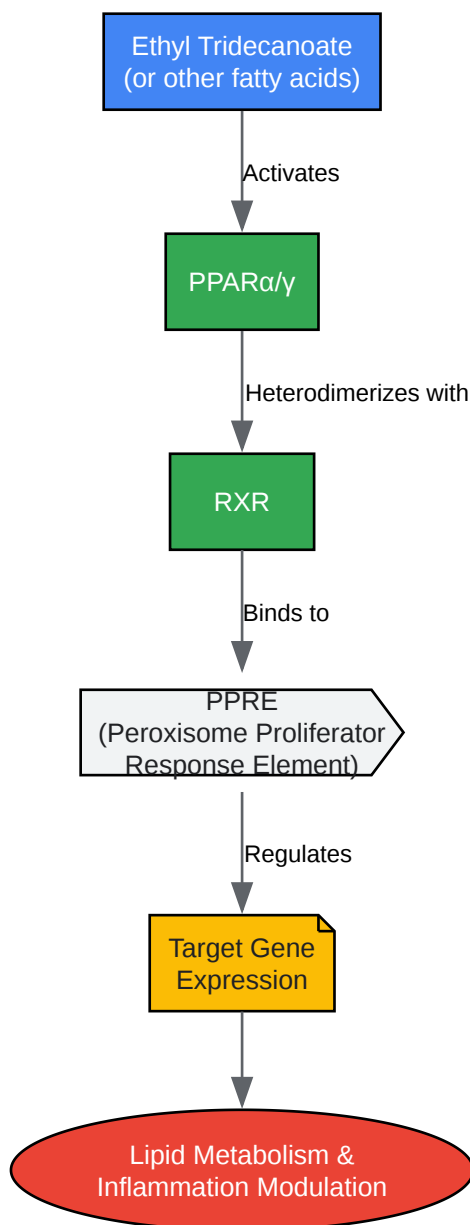 Ethyl Tridecanoate
(or other fatty acids)
Activates
PPARα/γ
Heterodimerizes with
RXR
Binds to
PPRE
(Peroxisome Proliferator
Response Element)
Regulates
Target Gene
Expression
Lipid Metabolism &
Inflammation Modulation